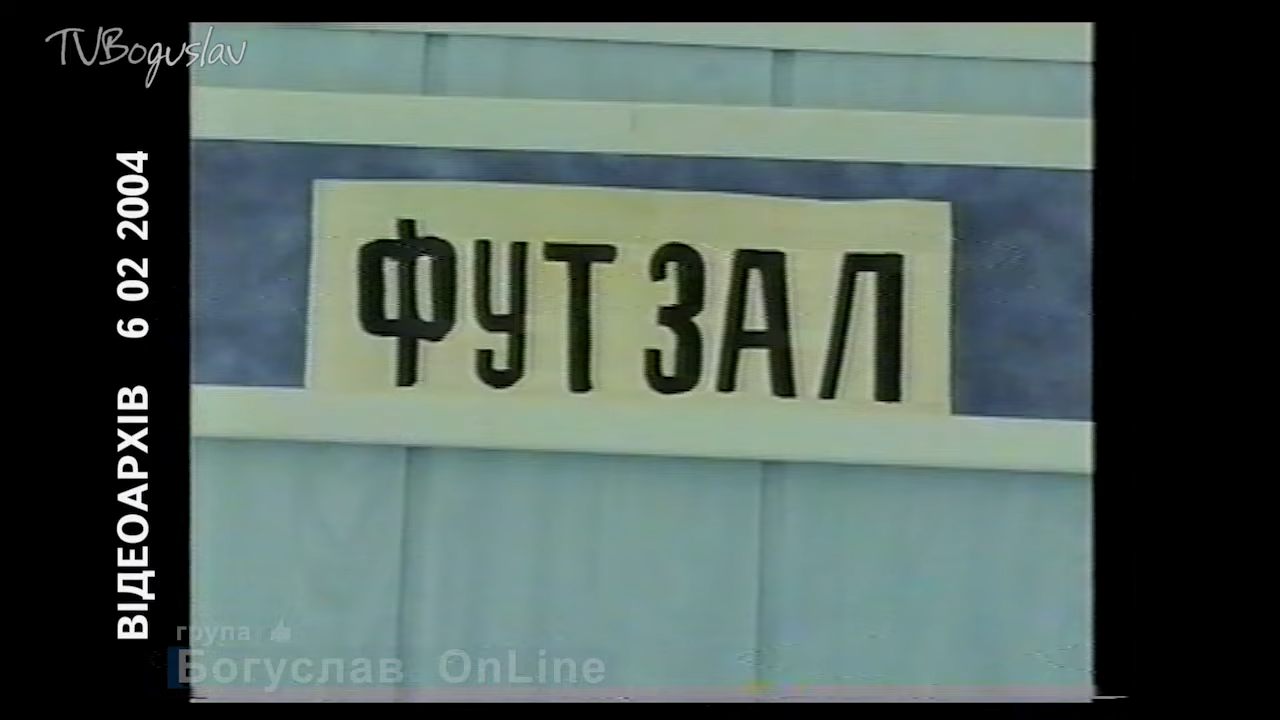 TVBoguslav
ВІДЕОАРХІВ 6 02 2004
ФУТЗАЛ
група
Богуслав OnLine